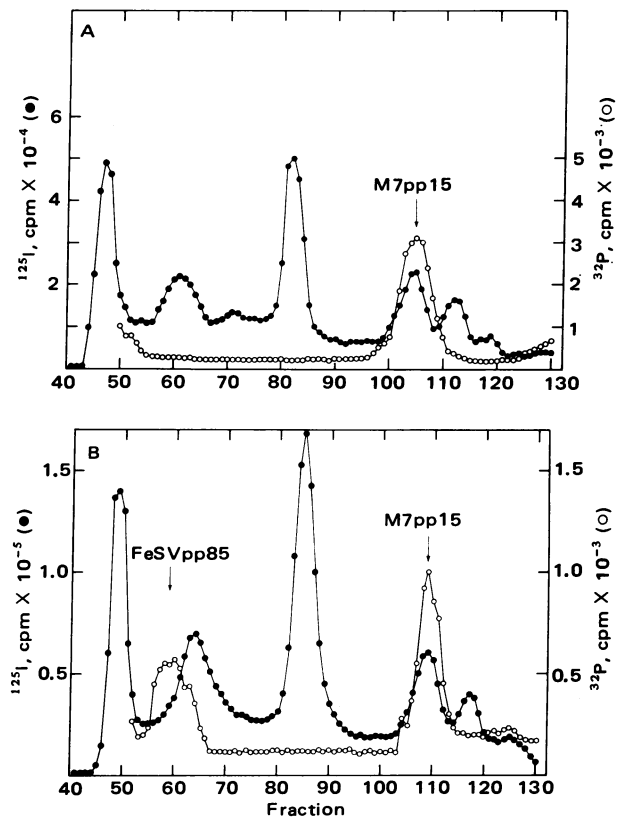 A
¹²⁵I, cpm X 10⁻⁴ (●)
³²P, cpm X 10⁻³ (○)
6
4
2
5
4
3
2
1
M7pp15
40 50 60 70 80 90 100 110 120 130
B
¹²⁵I, cpm X 10⁻⁵ (●)
³²P, cpm X 10⁻³ (○)
1.5
1.0
0.5
1.5
1.0
0.5
FeSVpp85
M7pp15
40 50 60 70 80 90 100 110 120 130
Fraction